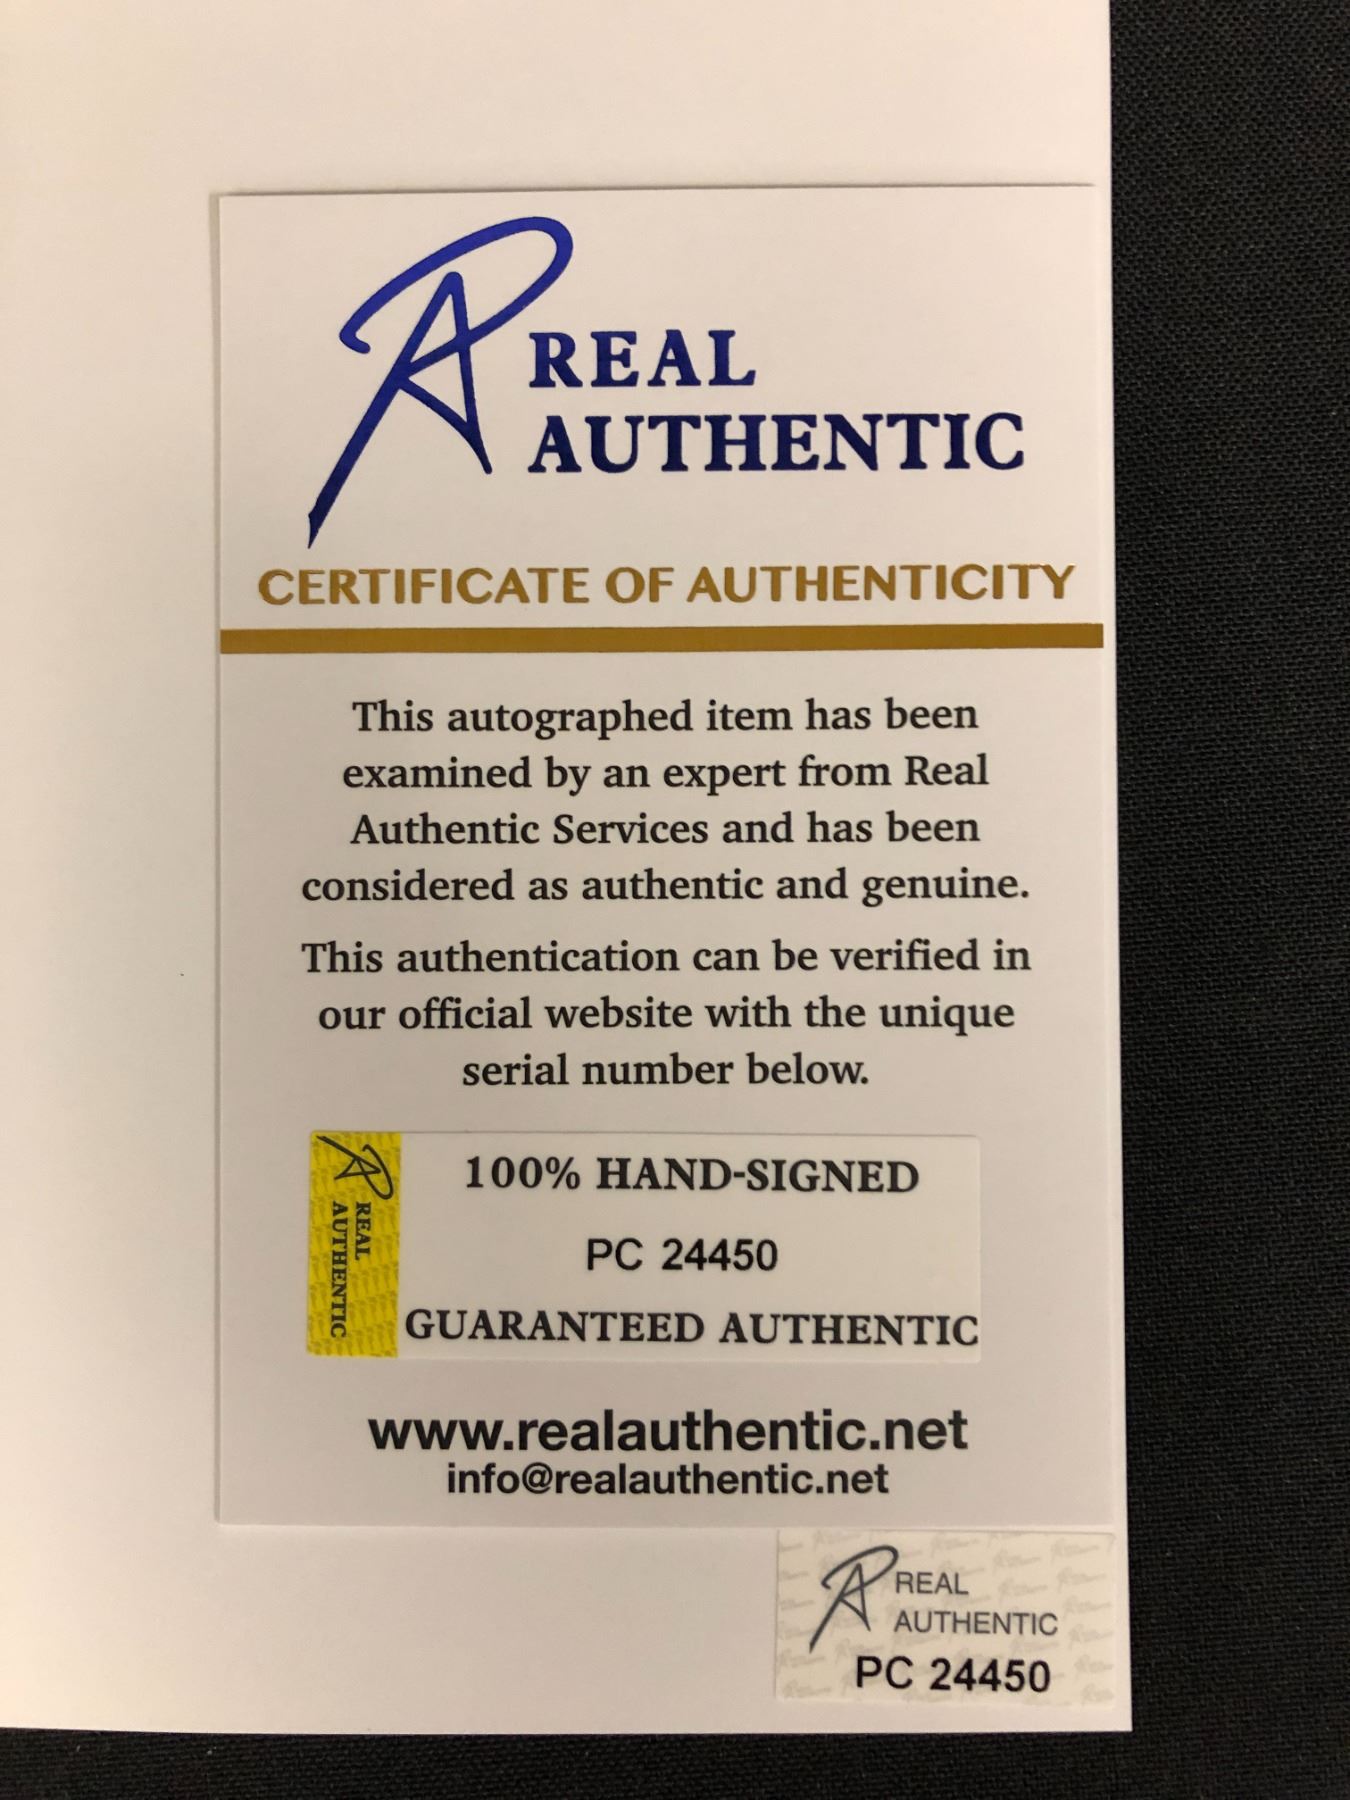 REAL
AUTHENTIC
CERTIFICATE OF AUTHENTICITY
This autographed item has been
examined by an expert from Real
Authentic Services and has been
considered as authentic and genuine.
This authentication can be verified in
our official website with the unique
serial number below.
REAL
AUTHENTIC
100% HAND-SIGNED
PC 24450
GUARANTEED AUTHENTIC
www.realauthentic.net
info@realauthentic.net
REAL
AUTHENTIC
PC 24450